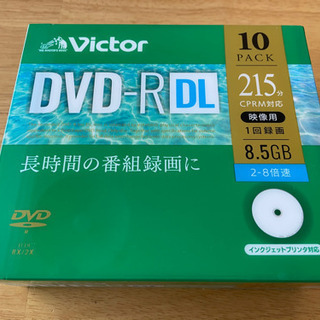 Victor
DVD-R DL
10
PACK
215分
CPRM対応
映像用
1回録画
8.5GB
2-8倍速
長時間の番組録画に
DVD
R
インクジェットプリンタ対応